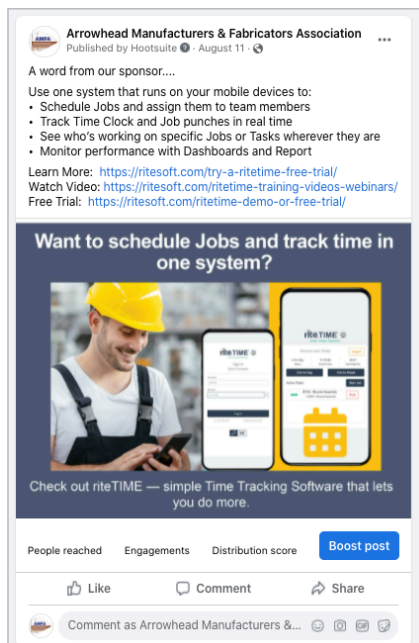 Arrowhead Manufacturers & Fabricators Association
Published by Hootsuite · August 11 ·
A word from our sponsor....
Use one system that runs on your mobile devices to:
• Schedule Jobs and assign them to team members
• Track Time Clock and Job punches in real time
• See who's working on specific Jobs or Tasks wherever they are
• Monitor performance with Dashboards and Report
Learn More: https://ritesoft.com/try-a-ritetime-free-trial/
Watch Video: https://ritesoft.com/ritetime-training-videos-webinars/
Free Trial: https://ritesoft.com/ritetime-demo-or-free-trial/
Want to schedule Jobs and track time in
one system?
riteTIME
riteTIME
Check out riteTIME — simple Time Tracking Software that lets
you do more.
People reached Engagements Distribution score Boost post
Like Comment Share
Comment as Arrowhead Manufacturers &...